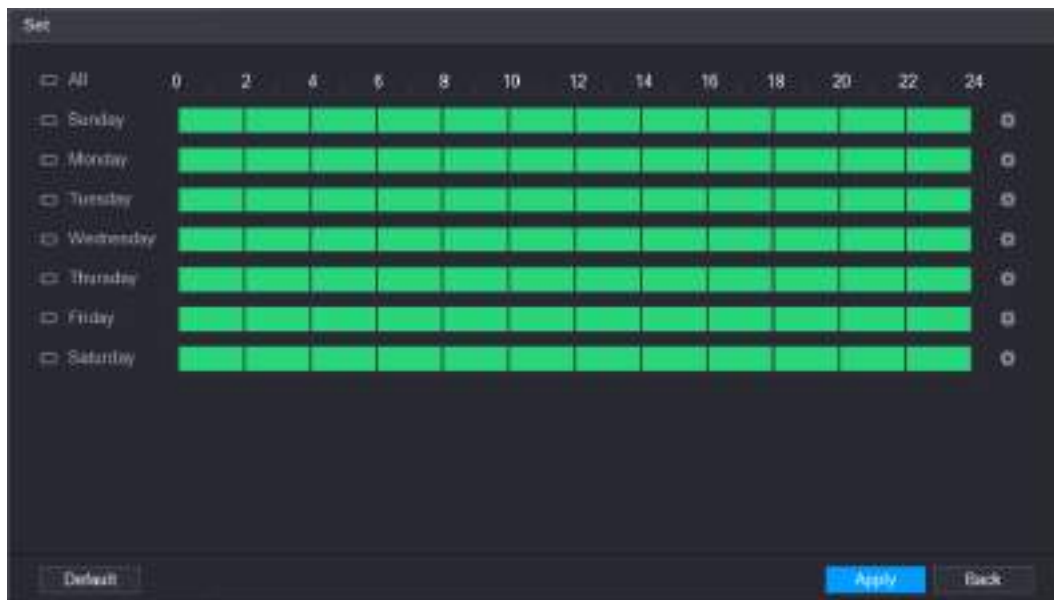 Set
All 0 2 4 6 8 10 12 14 16 18 20 22 24
Sunday
Monday
Tuesday
Wednesday
Thursday
Friday
Saturday
Default Apply Back